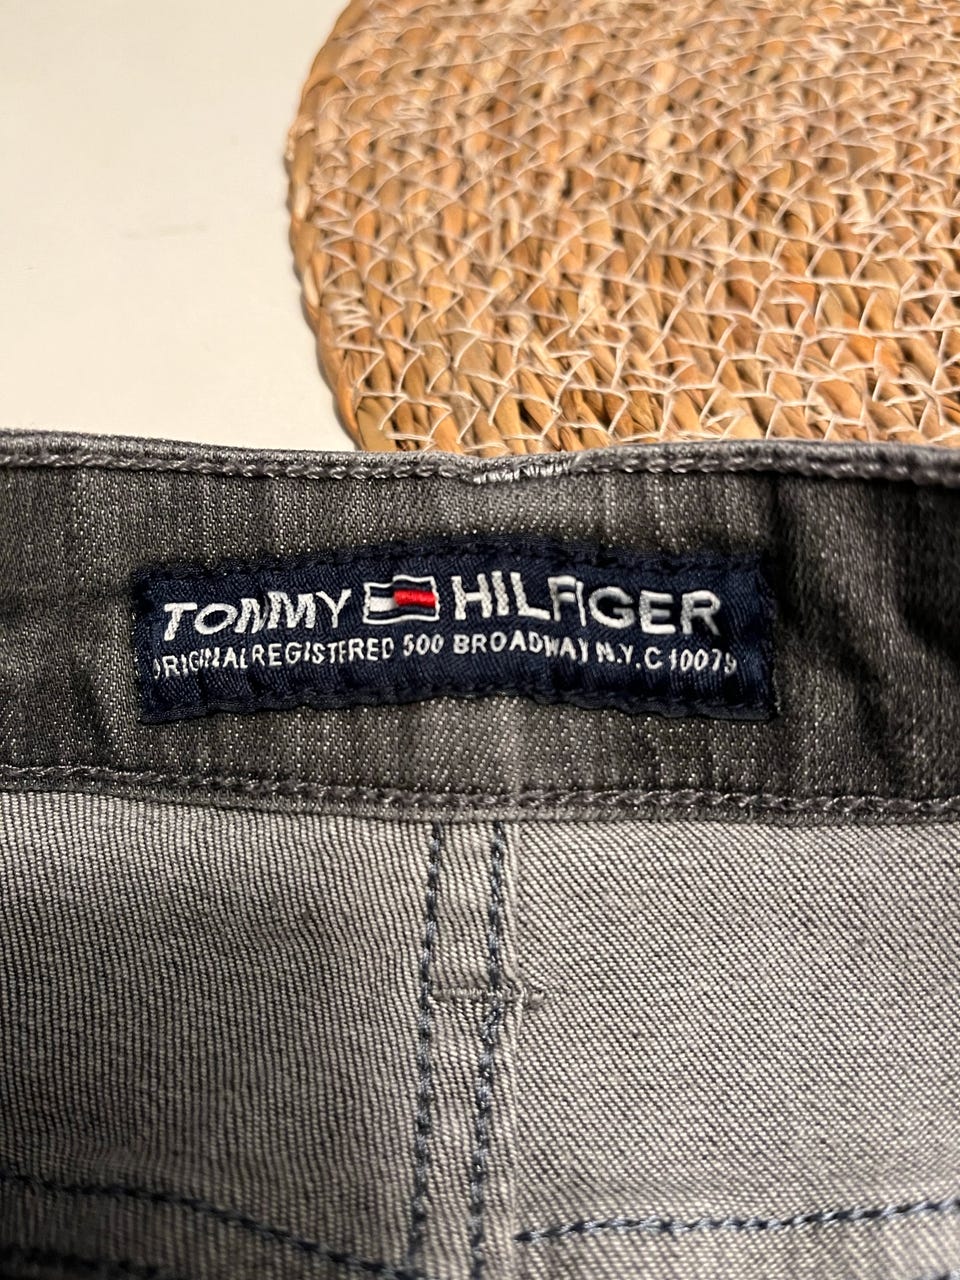 TOMMY HILFIGER
ORIGINAL REGISTERED 500 BROADWAY N.Y.C 10079